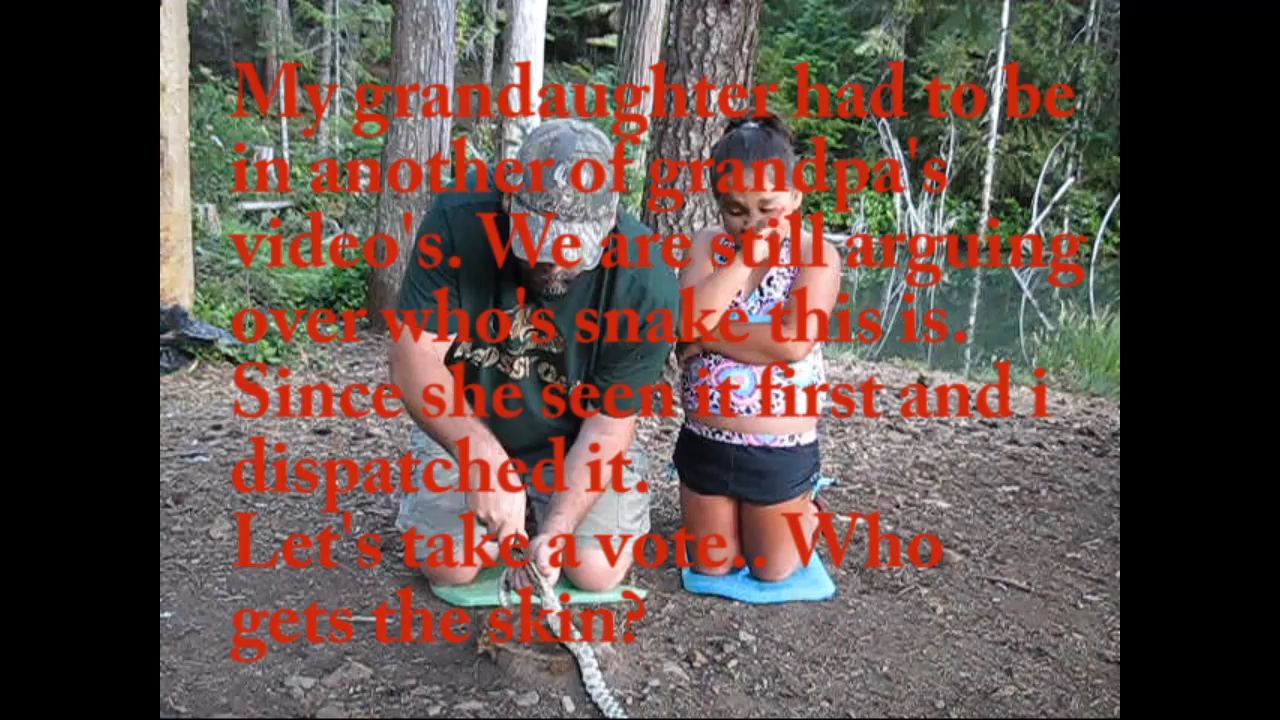 My grandaughter had to be
in another of grandpa's
video's. We are still arguing
over who's snake this is.
Since she seen it first and i
dispatched it.
Let's take a vote.. Who
gets the skin?